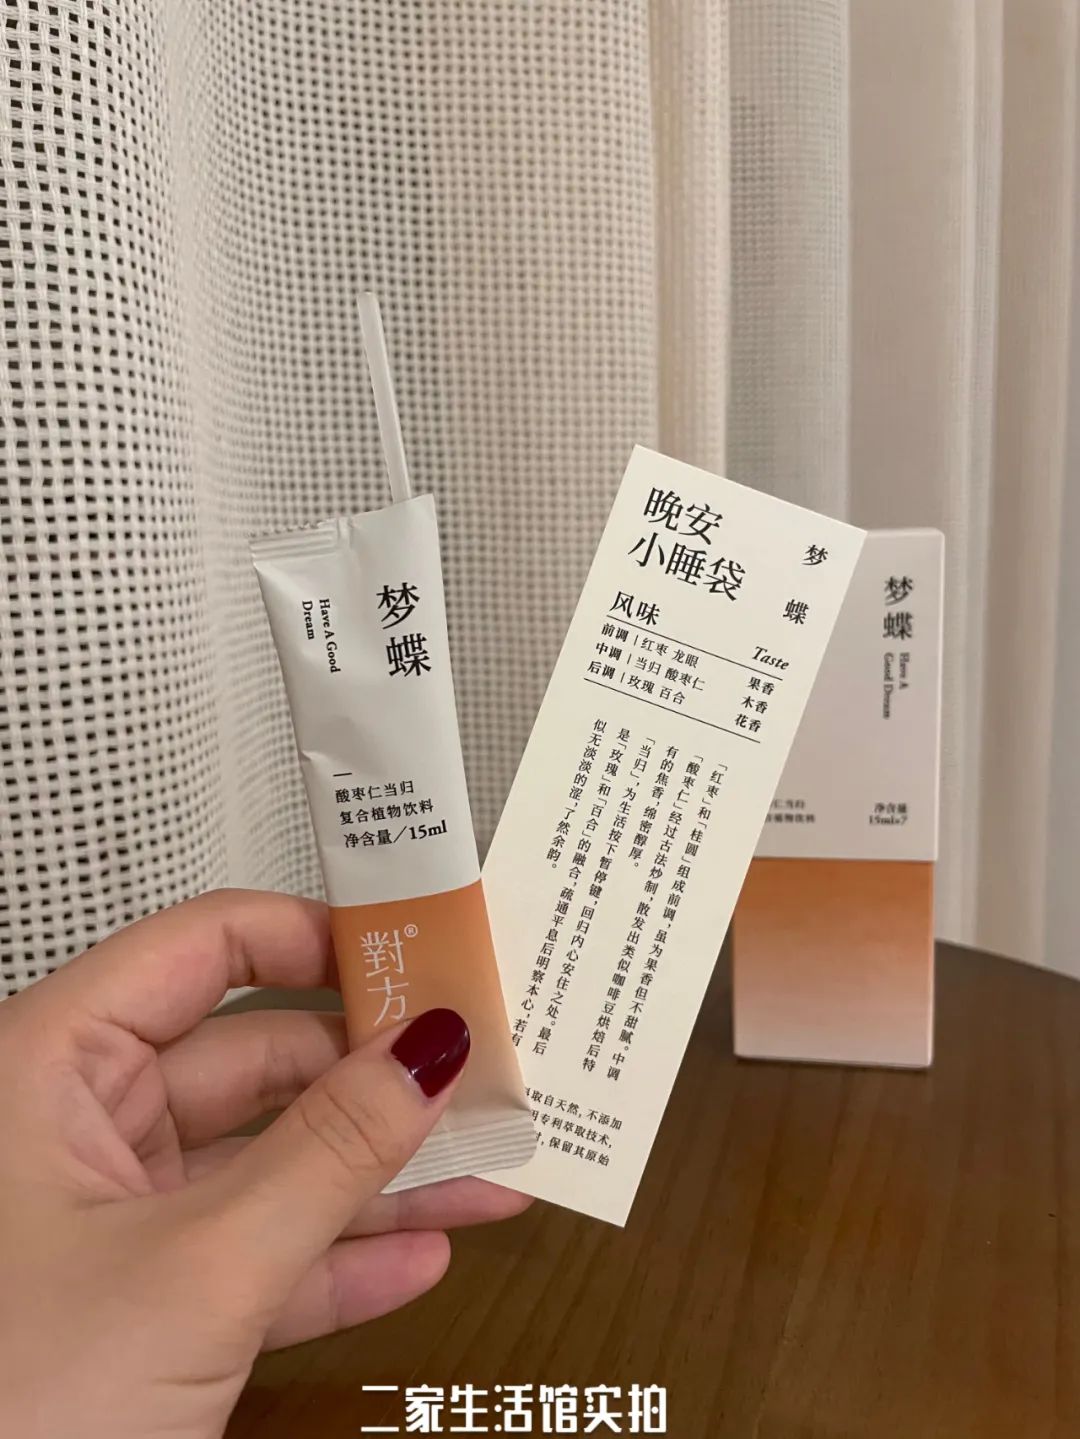 梦蝶
Have A Good
Dream
酸枣仁当归
复合植物饮料
净含量/15ml
對方®
晚安
小睡袋
梦
蝶
风味
Taste
前调|红枣 龙眼
果香
中调|当归 酸枣仁
木香
后调|玫瑰 百合
花香
「红枣」和「桂圆」组成前调,虽为果香但不甜腻。中调
「酸枣仁」经过古法炒制,散发出类似咖啡豆烘焙后特
有的焦香,绵密醇厚。
「当归」,为生活按下暂停键,回归内心安住之处。最后
是「玫瑰」和「百合」的融合,疏通平息后明察本心,若有
似无淡淡的涩,了然余韵。
取自天然,不添加
用专利萃取技术,
时,保留其原始
梦蝶
Have A
Good Dream
仁当归
植物饮料
净含量
15ml×7
二家生活馆实拍